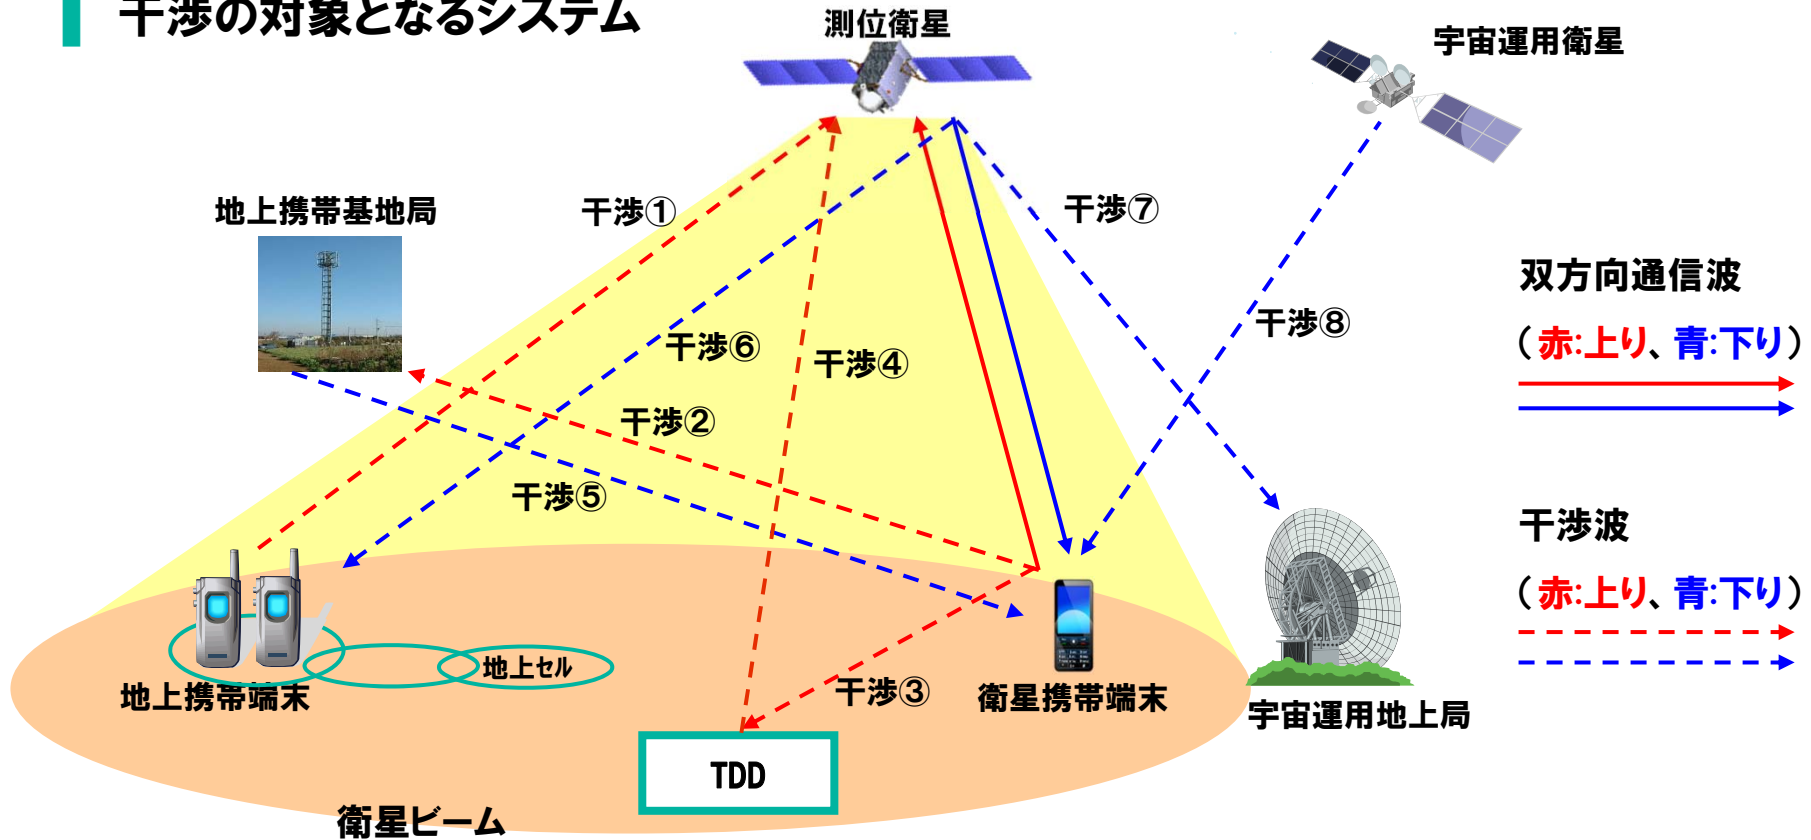 干渉の対象となるシステム
測位衛星
宇宙運用衛星
地上携帯基地局
干渉①
干渉⑦
双方向通信波
(赤:上り、青:下り)
干渉⑧
干渉⑥
干渉④
干渉②
干渉⑤
干渉波
(赤:上り、青:下り)
地上セル
地上携帯端末
干渉③
衛星携帯端末
宇宙運用地上局
TDD
衛星ビーム